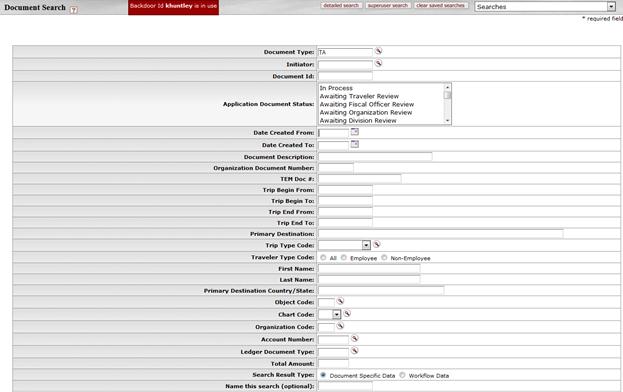 Document Search ?
Backdoor Id khuntley is in use
detailed search superuser search clear saved searches Searches
* required field
Document Type: TA
Initiator:
Document Id:
Application Document Status:
In Process
Awaiting Traveler Review
Awaiting Fiscal Officer Review
Awaiting Organization Review
Awaiting Division Review
Date Created From:
Date Created To:
Document Description:
Organization Document Number:
TEM Doc #:
Trip Begin From:
Trip Begin To:
Trip End From:
Trip End To:
Primary Destination:
Trip Type Code:
Traveler Type Code: All Employee Non-Employee
First Name:
Last Name:
Primary Destination Country/State:
Object Code:
Chart Code:
Organization Code:
Account Number:
Ledger Document Type:
Total Amount:
Search Result Type: Document Specific Data Workflow Data
Name this search (optional):